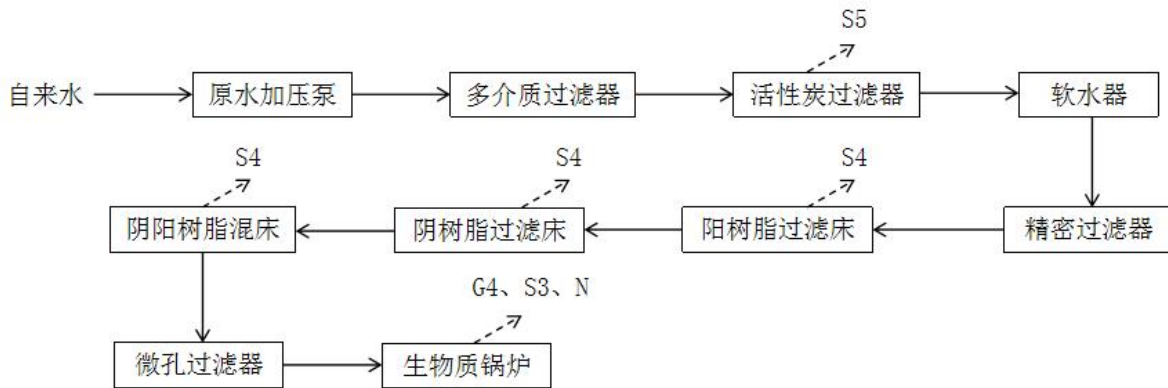 S5
自来水
原水加压泵
多介质过滤器
活性炭过滤器
软水器
S4
S4
S4
阴阳树脂混床
阴树脂过滤床
阳树脂过滤床
精密过滤器
G4、S3、N
微孔过滤器
生物质锅炉